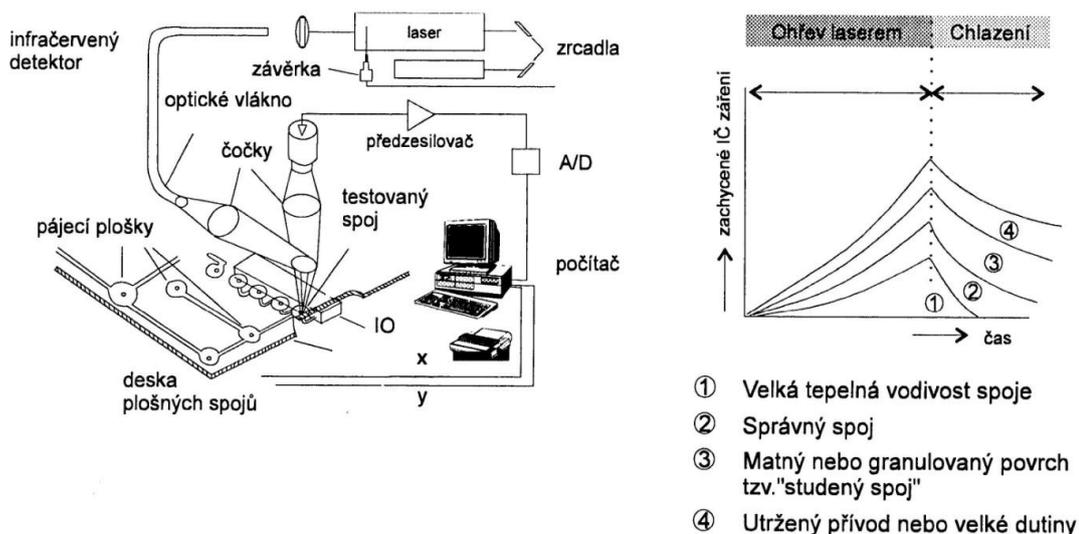 infračervený
detektor
laser
zrcadla
závěrka
optické vlákno
předzesilovač
A/D
čočky
testovaný
spoj
pájecí plošky
počítač
IO
x
y
deska
plošných spojů
Ohřev laserem
Chlazení
zachycené IČ záření
4
3
1
2
čas
① Velká tepelná vodivost spoje
② Správný spoj
③ Matný nebo granulovaný povrch
tzv."studený spoj"
④ Utržený přívod nebo velké dutiny